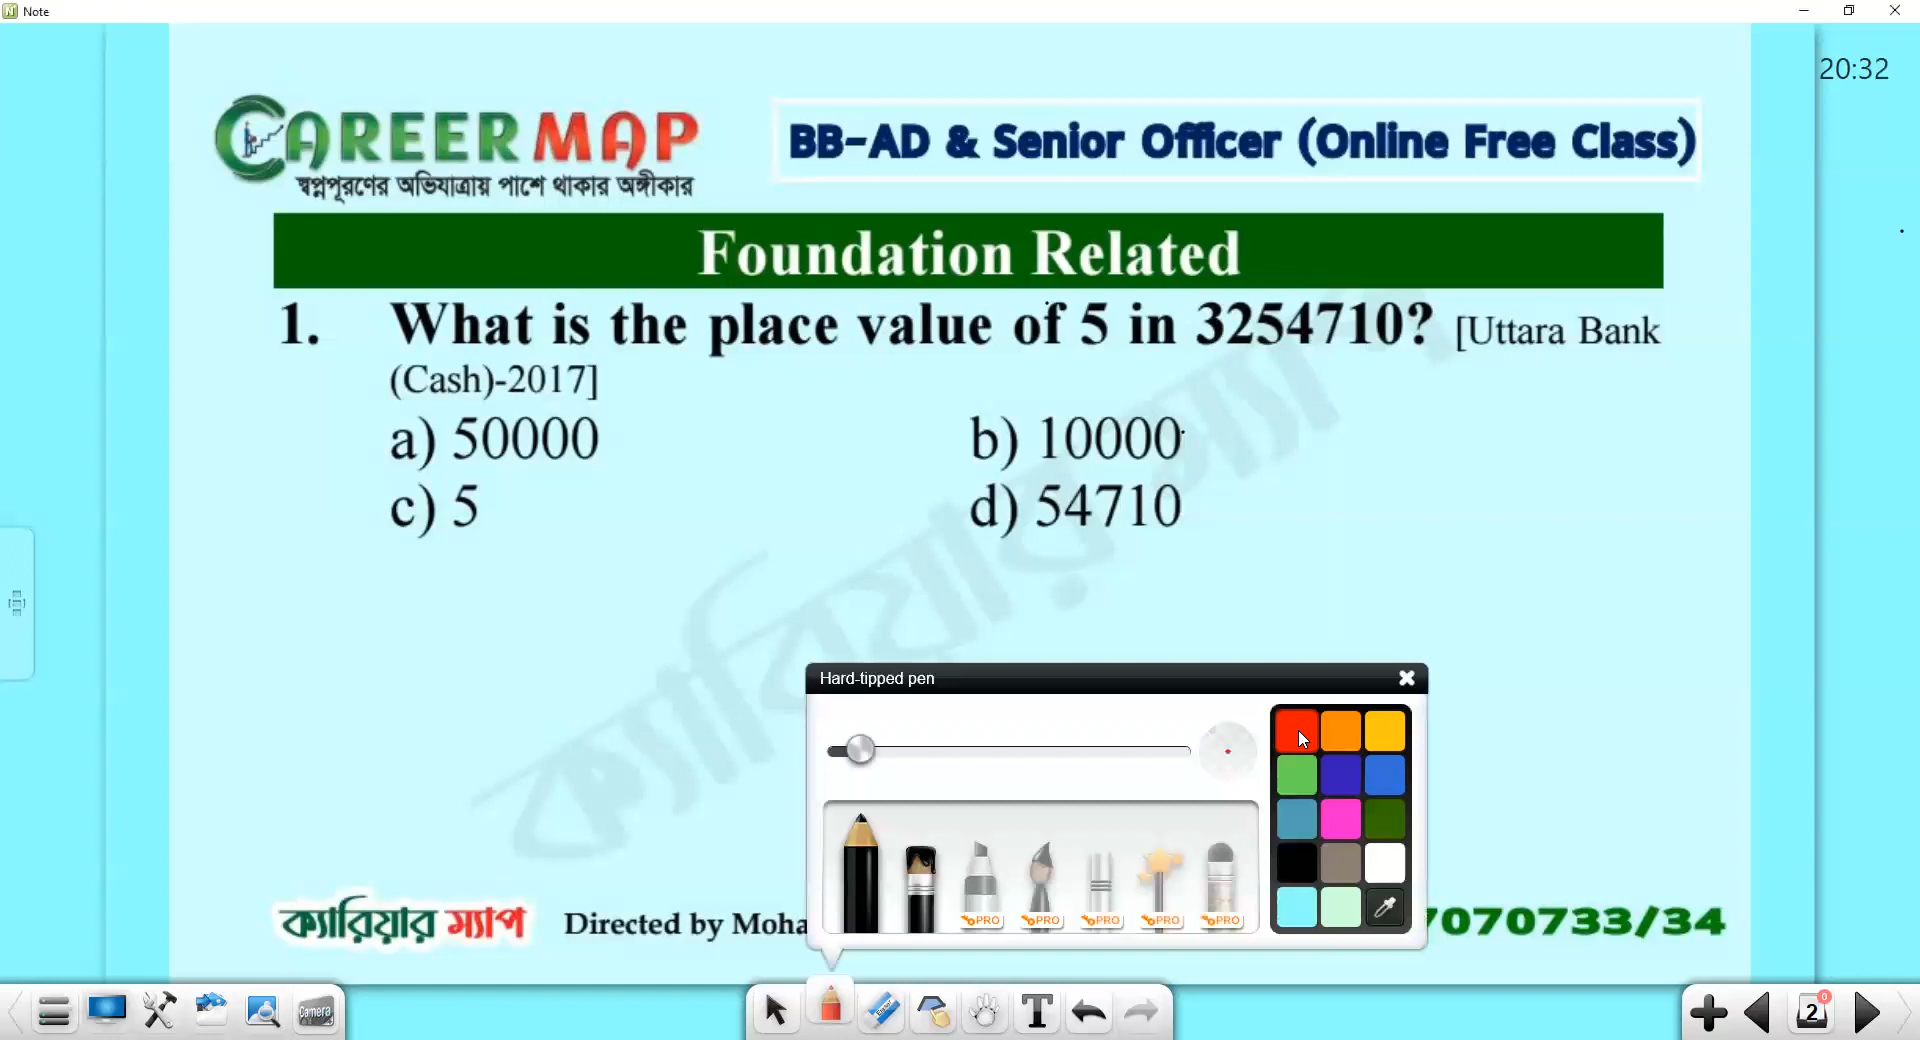 Note
20:32
CAREER MAP
স্বপ্নপূরণের অভিযাত্রায় পাশে থাকার অঙ্গীকার
BB-AD & Senior Officer (Online Free Class)
Foundation Related
1. What is the place value of 5 in 3254710? [Uttara Bank
(Cash)-2017]
a) 50000 b) 10000
c) 5 d) 54710
ক্যারিয়ার ম্যাপ
Hard-tipped pen
PRO PRO PRO PRO PRO
ক্যারিয়ার ম্যাপ Directed by Moha 7070733/34
Camera
T
2
0